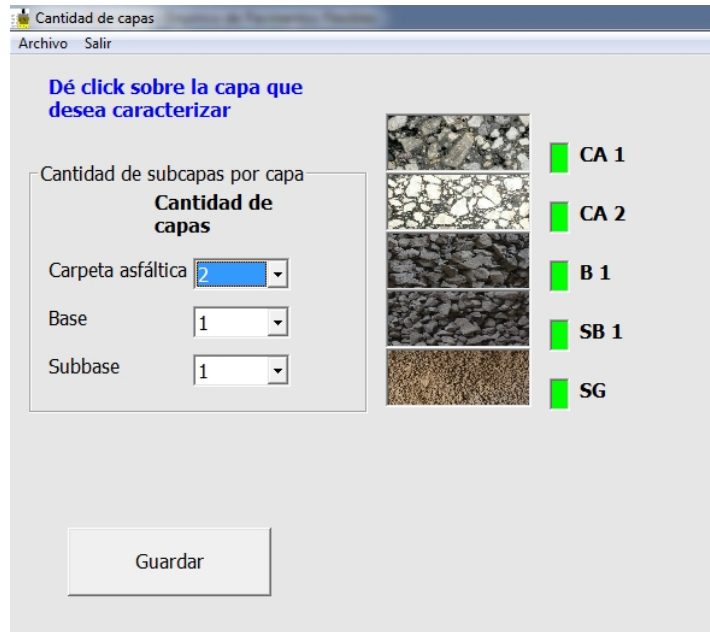 Cantidad de capas
Archivo Salir
Dé click sobre la capa que
desea caracterizar
Cantidad de subcapas por capa
Cantidad de
capas
Carpeta asfáltica 2
Base 1
Subbase 1
CA 1
CA 2
B 1
SB 1
SG
Guardar